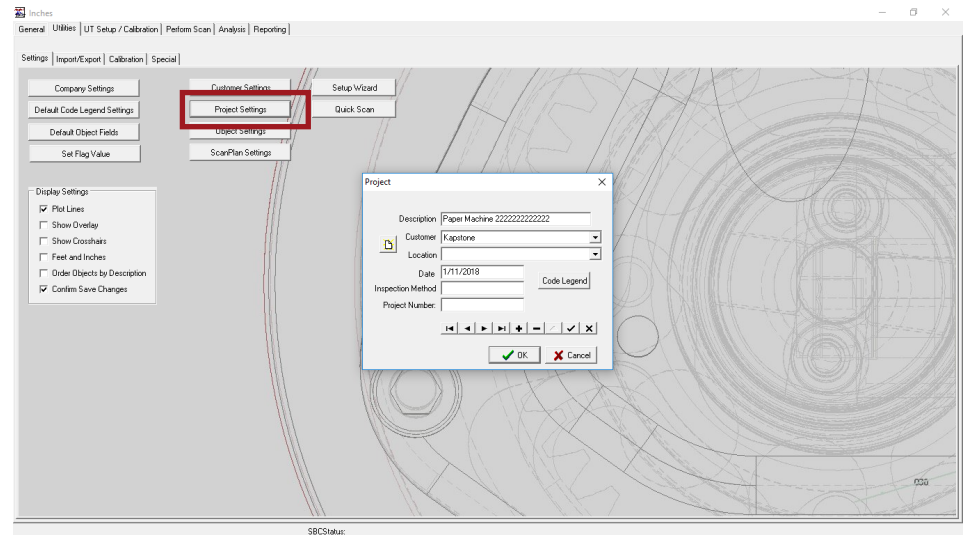 Inches
General Utilities UT Setup / Calibration Perform Scan Analysis Reporting
Settings Import/Export Calibration Special
Company Settings Customer Settings Setup Wizard
Default Code Legend Settings Project Settings Quick Scan
Default Object Fields Object Settings
Set Flag Value ScanPlan Settings
Display Settings
Plot Lines
Show Overlay
Show Crosshairs
Feet and Inches
Order Objects by Description
Confirm Save Changes
Project
Description Paper Machine 2222222222222
Customer Kapstone
Location
Date 1/11/2018
Code Legend
Inspection Method
Project Number:
OK Cancel
SBCStatus: